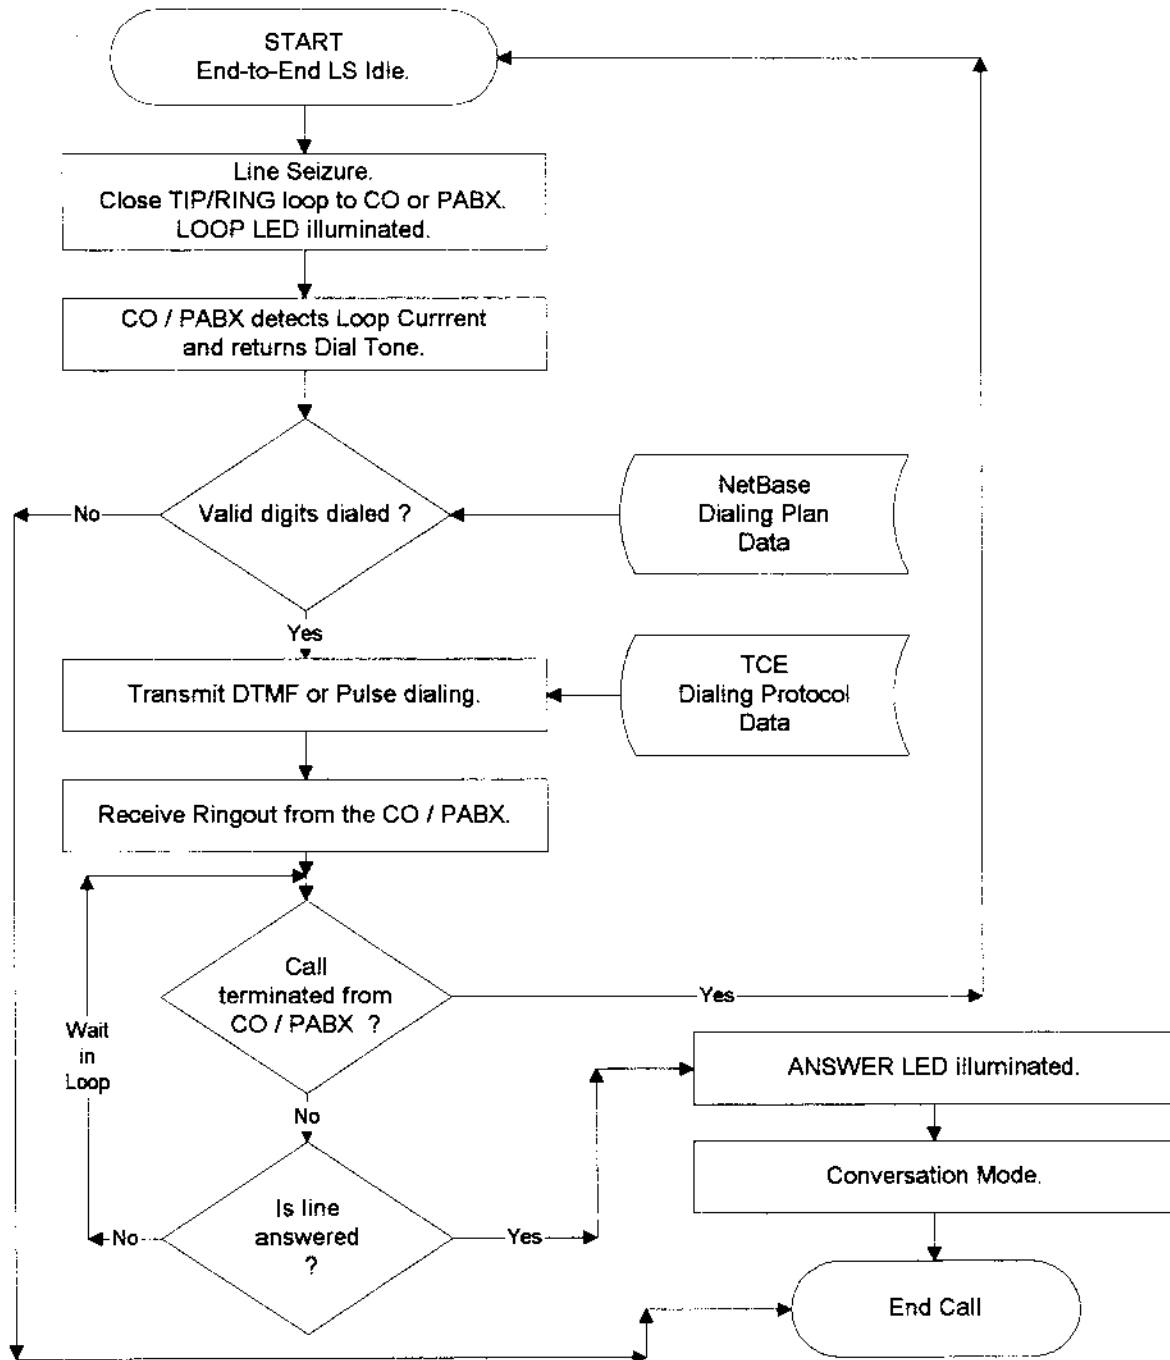 START
End-to-End LS Idle.
Line Seizure.
Close TIP/RING loop to CO or PABX.
LOOP LED illuminated.
CO / PABX detects Loop Currrent
and returns Dial Tone.
No
Valid digits dialed ?
NetBase
Dialing Plan
Data
Yes
Transmit DTMF or Pulse dialing.
TCE
Dialing Protocol
Data
Receive Ringout from the CO / PABX.
Call
terminated from
CO / PABX ?
Yes
Wait
in
Loop
No
ANSWER LED illuminated.
Conversation Mode.
Is line
answered
?
No
Yes
End Call